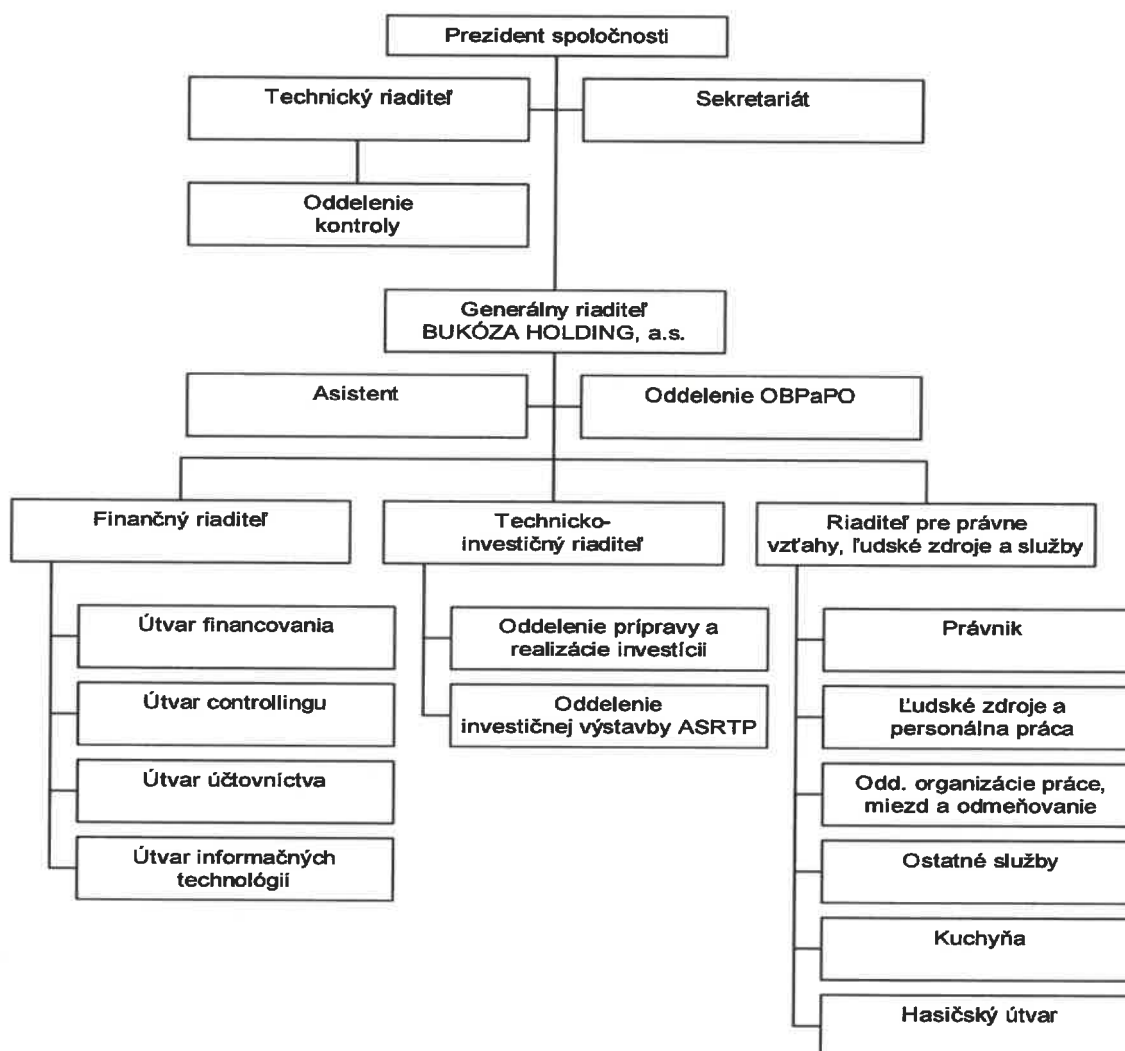 Prezident spoločnosti
Technický riaditeľ
Sekretariát
Oddelenie
kontroly
Generálny riaditeľ
BUKÓZA HOLDING, a.s.
Asistent
Oddelenie OBPaPO
Finančný riaditeľ
Technicko-
investičný riaditeľ
Riaditeľ pre právne
vzťahy, ľudské zdroje a služby
Útvar financovania
Útvar controllingu
Útvar účtovníctva
Útvar informačných
technológií
Oddelenie prípravy a
realizácie investícii
Oddelenie
investičnej výstavby ASRTP
Právnik
Ľudské zdroje a
personálna práca
Odd. organizácie práce,
miezd a odmeňovanie
Ostatné služby
Kuchyňa
Hasičský útvar